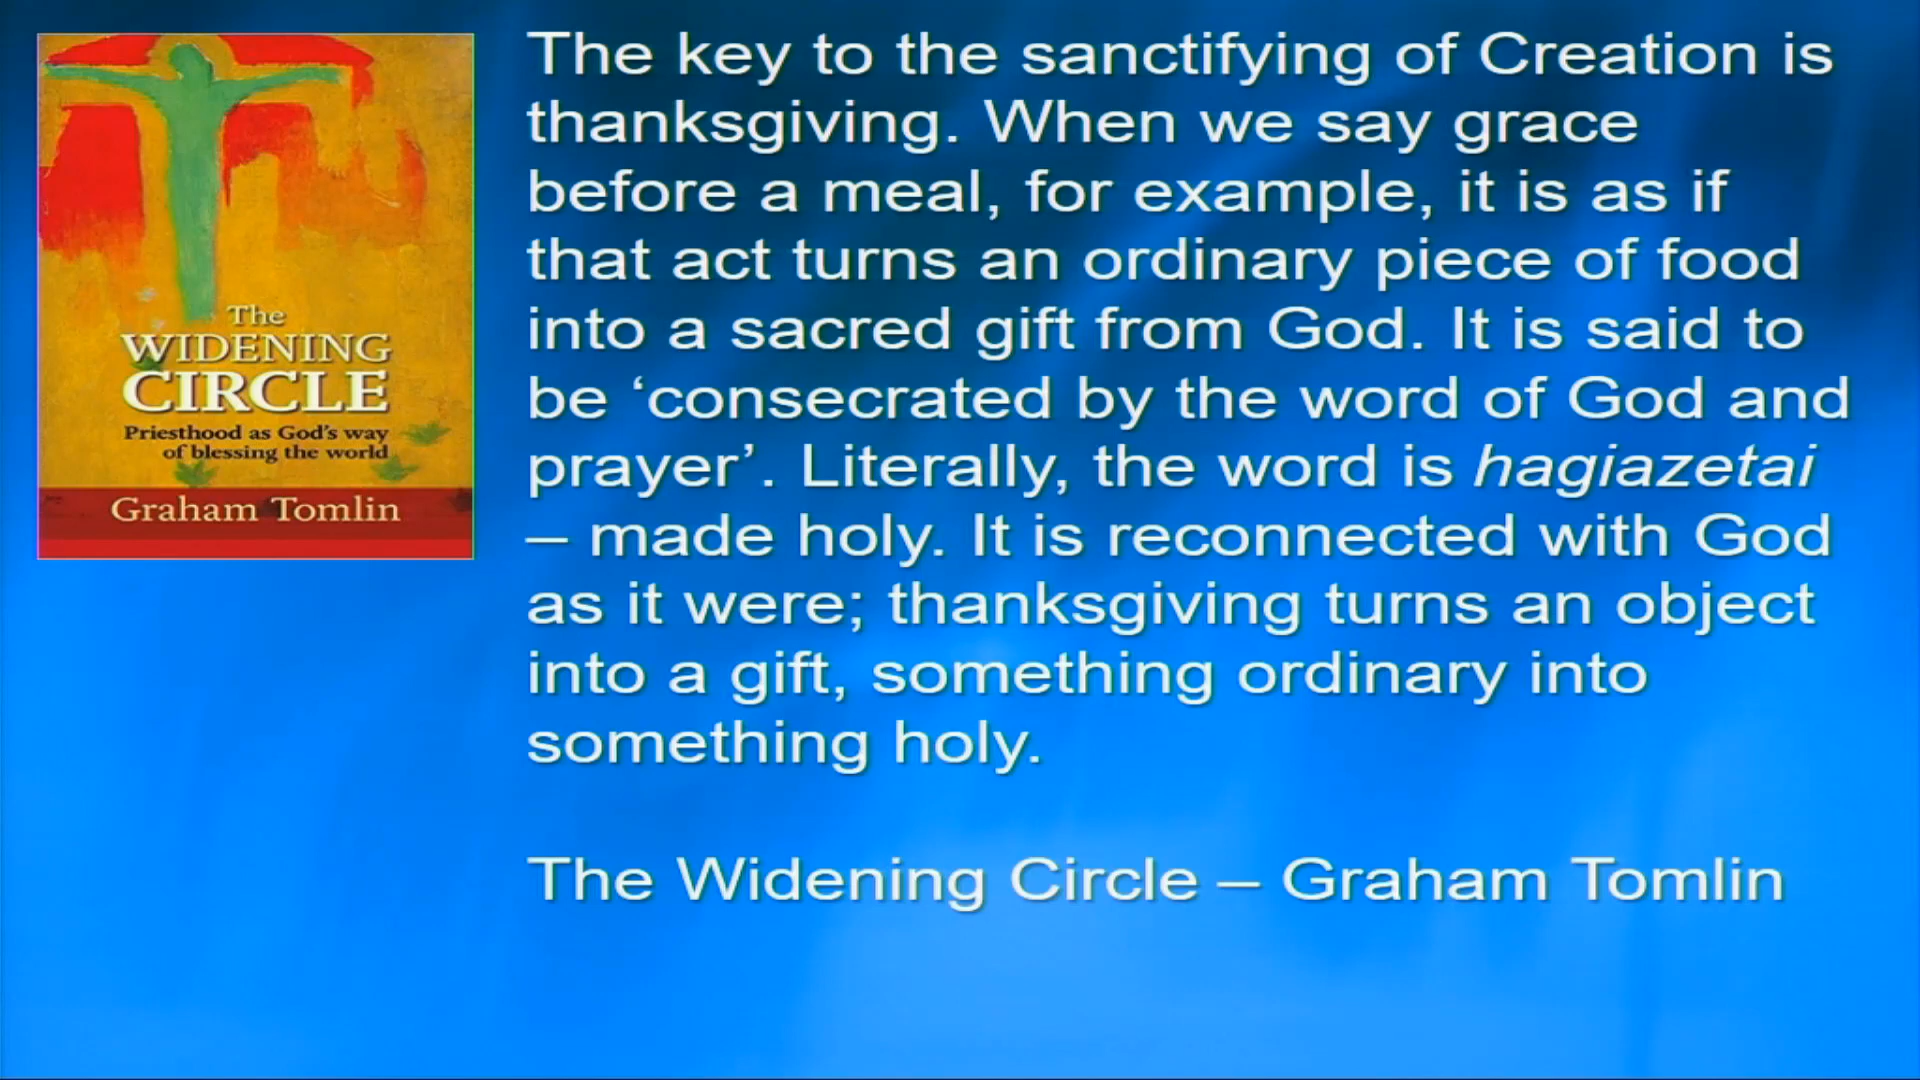 The
WIDENING
CIRCLE
Priesthood as God's way
of blessing the world
Graham Tomlin
The key to the sanctifying of Creation is
thanksgiving. When we say grace
before a meal, for example, it is as if
that act turns an ordinary piece of food
into a sacred gift from God. It is said to
be ‘consecrated by the word of God and
prayer’. Literally, the word is hagiazetai
– made holy. It is reconnected with God
as it were; thanksgiving turns an object
into a gift, something ordinary into
something holy.
The Widening Circle – Graham Tomlin